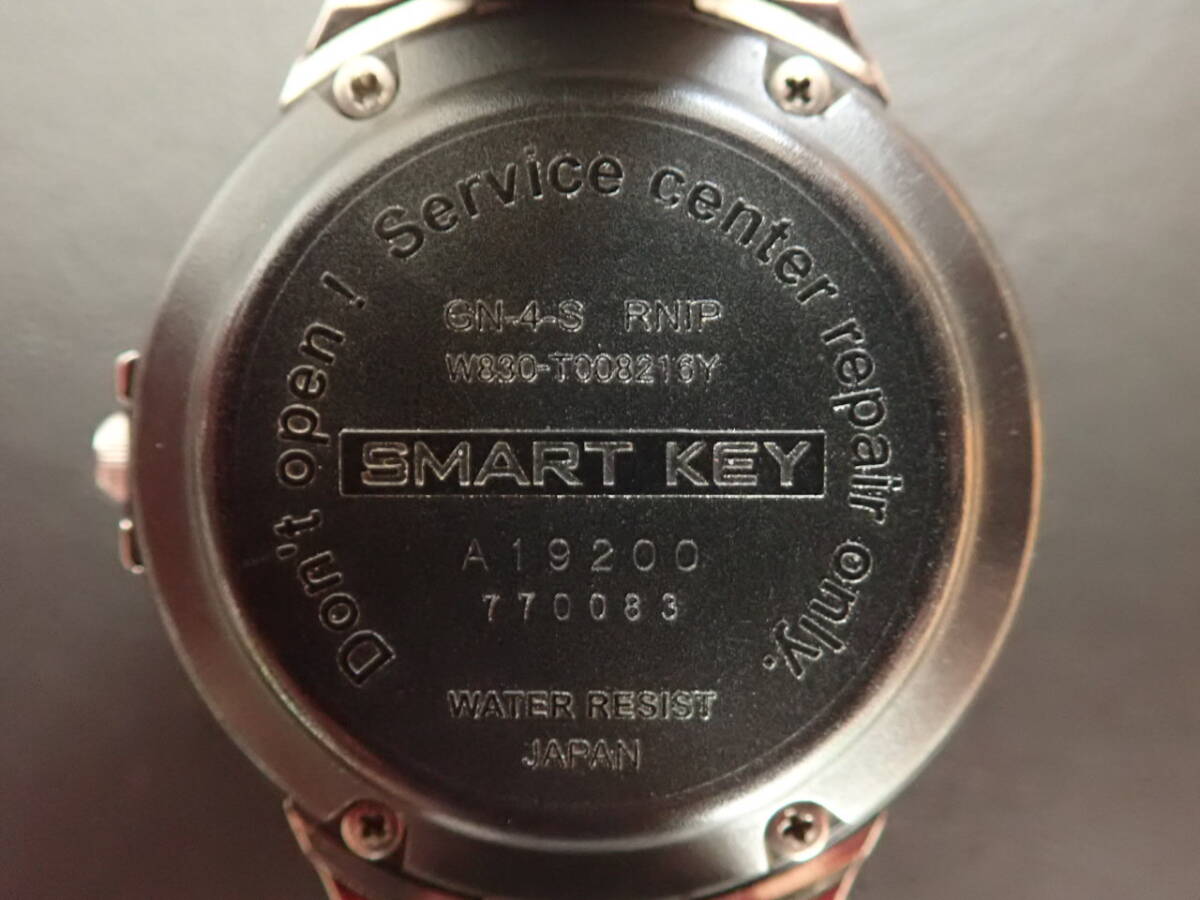 Don't open! Service center repair only.
GN-4-S RNIP
W830-T008216Y
SMART KEY
A19200
770083
WATER RESIST
JAPAN